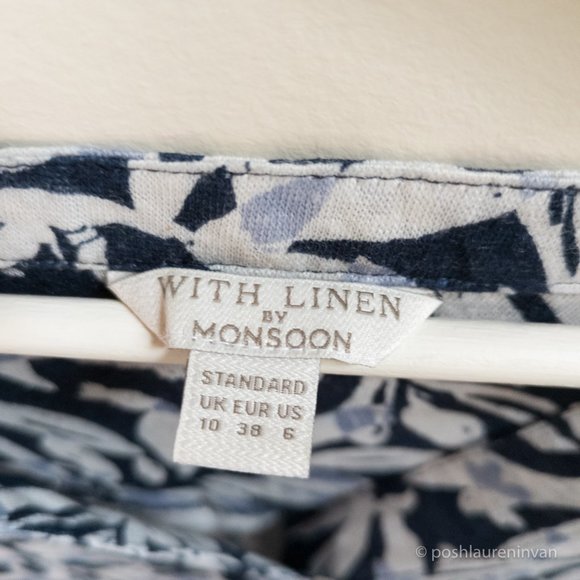 WITH LINEN
BY
MONSOON
STANDARD
UK EUR US
10 38 6
© poshlaureninvan